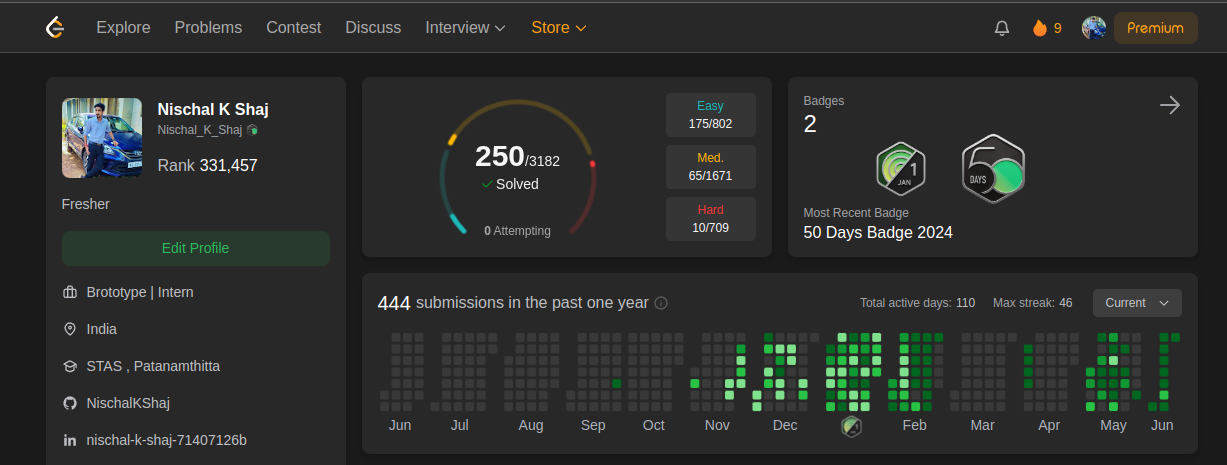 Explore Problems Contest Discuss Interview Store 9 Premium
Nischal K Shaj
Nischal_K_Shaj
Rank 331,457
Fresher
Edit Profile
Brototype | Intern
India
STAS , Patanamthitta
NischalKShaj
nischal-k-shaj-71407126b
250/3182
Solved
0 Attempting
Easy
175/802
Med.
65/1671
Hard
10/709
Badges
2
1
JAN
50
DAYS
Most Recent Badge
50 Days Badge 2024
444 submissions in the past one year
Total active days: 110 Max streak: 46 Current
Jun Jul Aug Sep Oct Nov Dec Feb Mar Apr May Jun